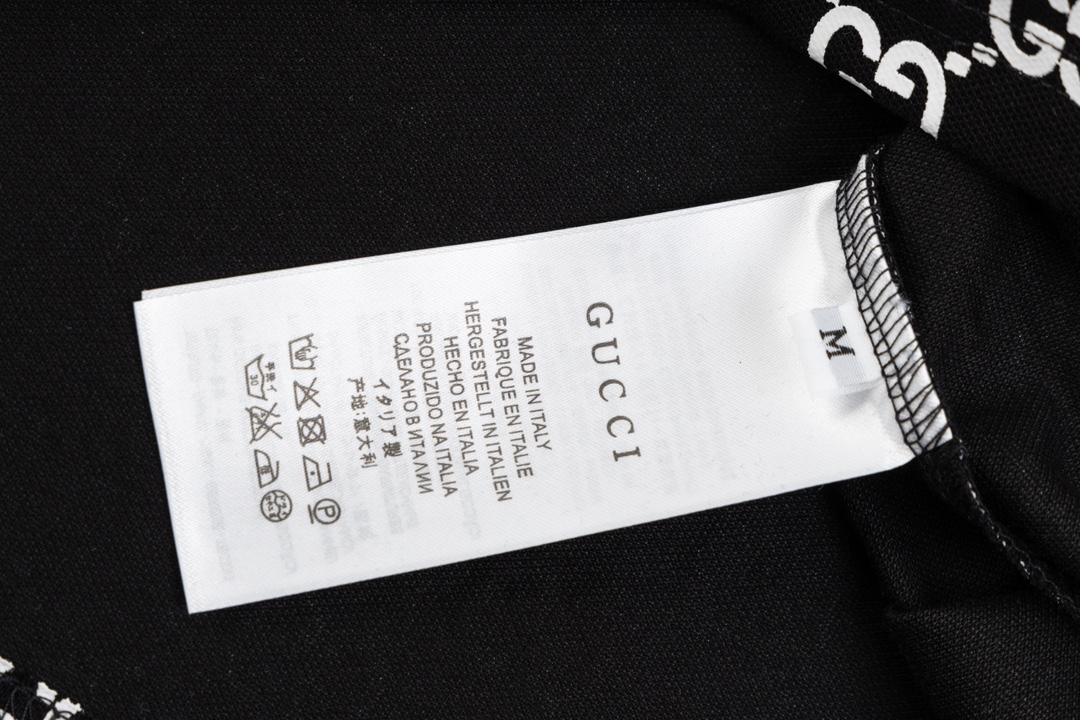 M
GUCCI
MADE IN ITALY
FABRIQUE EN ITALIE
HERGESTELLT IN ITALIEN
HECHO EN ITALIA
PRODUZIDO NA ITALIA
СДЕЛАНО В ИТАЛИИ
イタリア製
产地:意大利
P
30